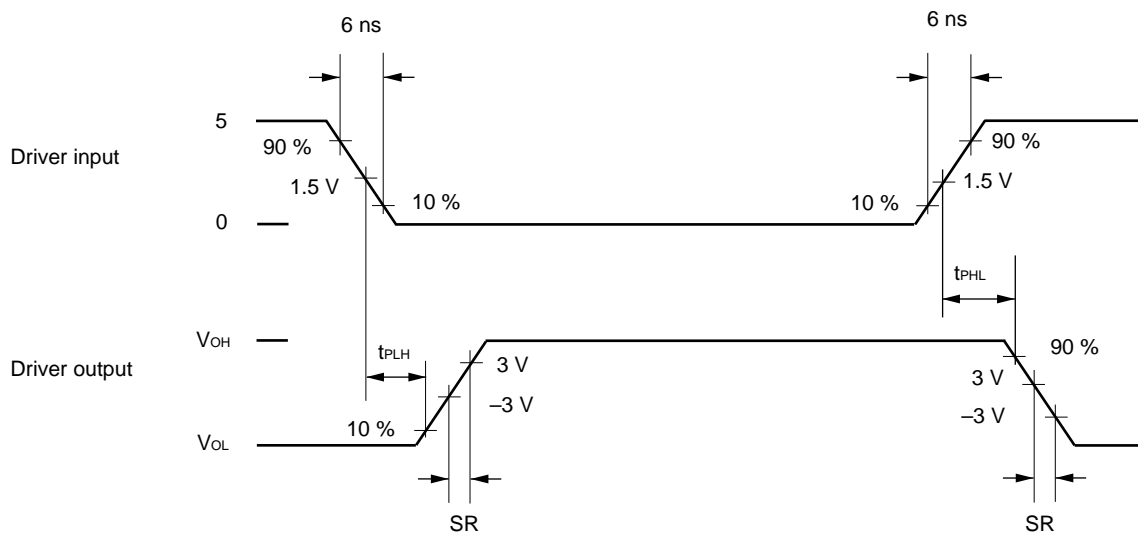 6 ns
6 ns
5
90 %
90 %
Driver input
1.5 V
1.5 V
10 %
10 %
0
tPHL
VOH
tPLH
90 %
Driver output
3 V
3 V
–3 V
–3 V
10 %
VOL
SR
SR